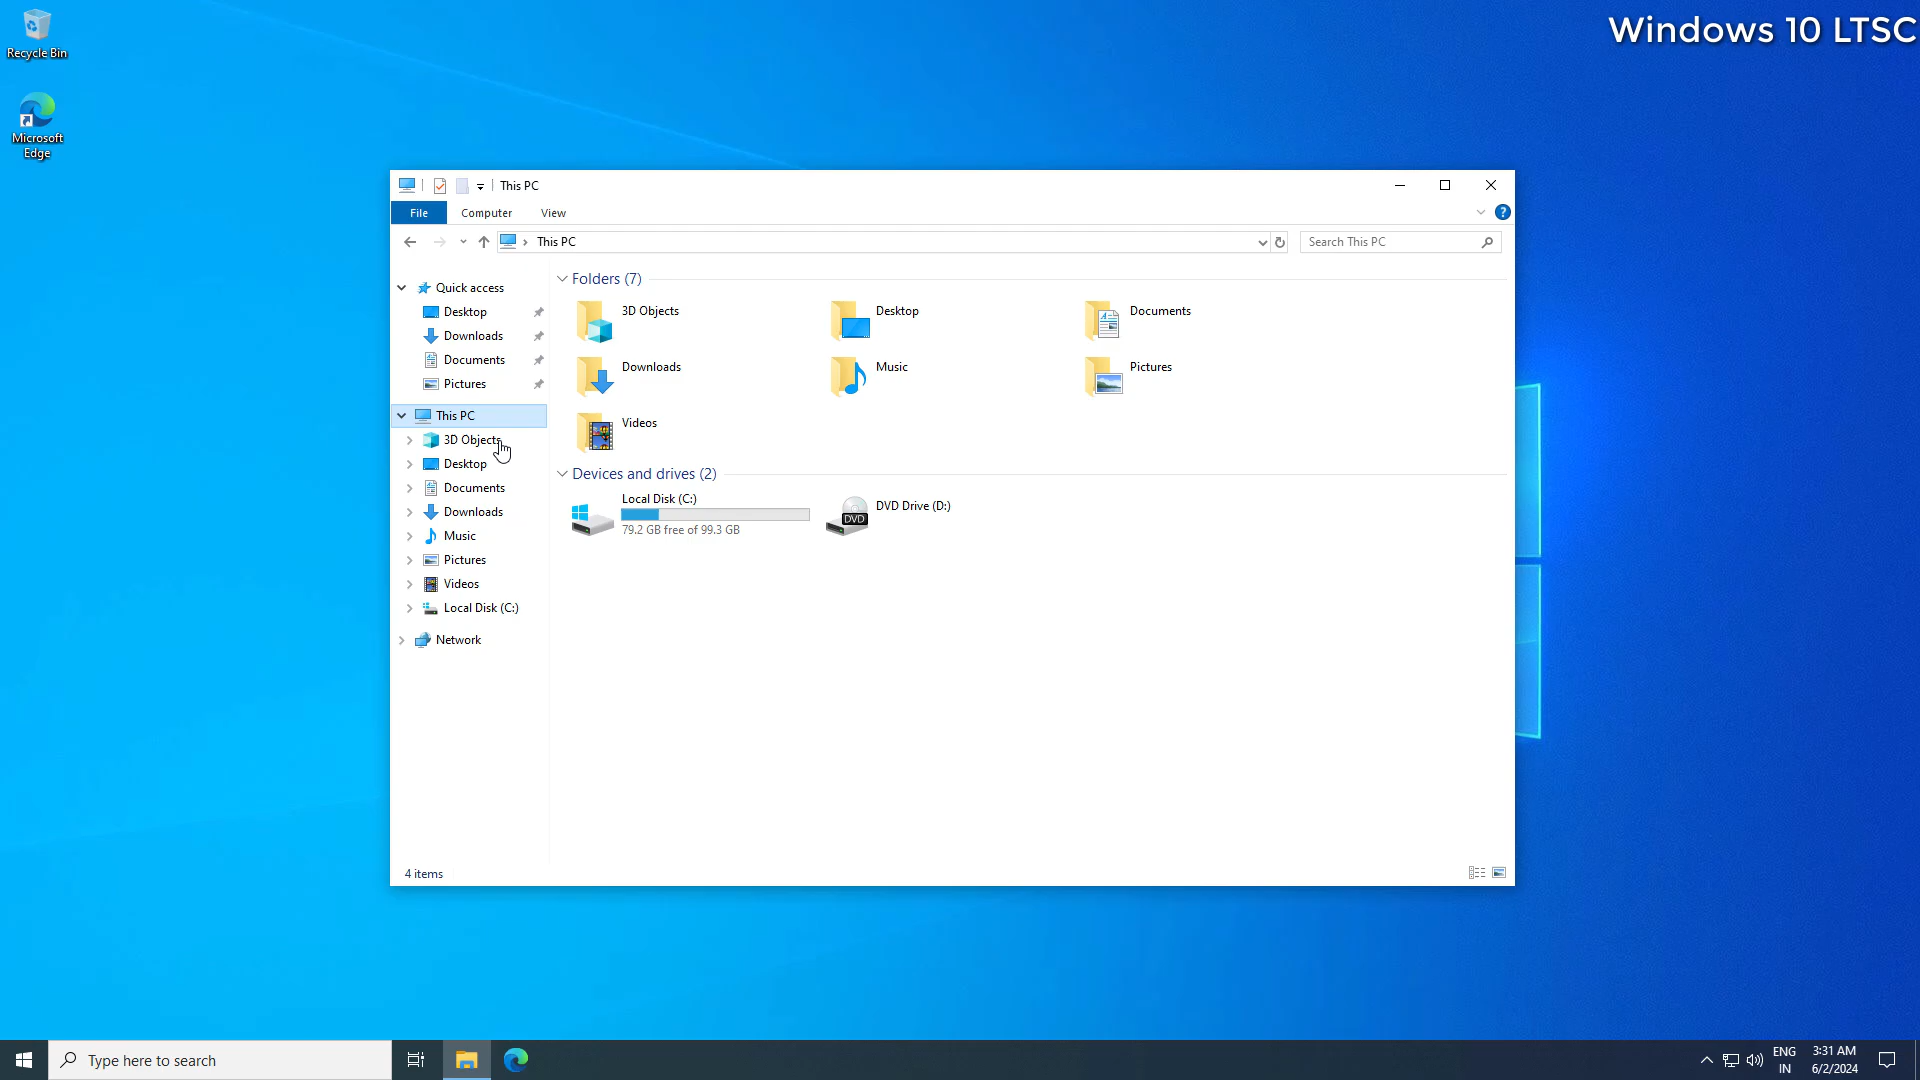 Recycle Bin
Microsoft
Edge
Windows 10 LTSC
This PC
File
Computer
View
?
This PC
Search This PC
Quick access
Desktop
Downloads
Documents
Pictures
This PC
3D Objects
Desktop
Documents
Downloads
Music
Pictures
Videos
Local Disk (C:)
Network
Folders (7)
3D Objects
Desktop
Documents
Downloads
Music
Pictures
Videos
Devices and drives (2)
Local Disk (C:)
79.2 GB free of 99.3 GB
DVD
DVD Drive (D:)
4 items
Type here to search
ENG
IN
3:31 AM
6/2/2024